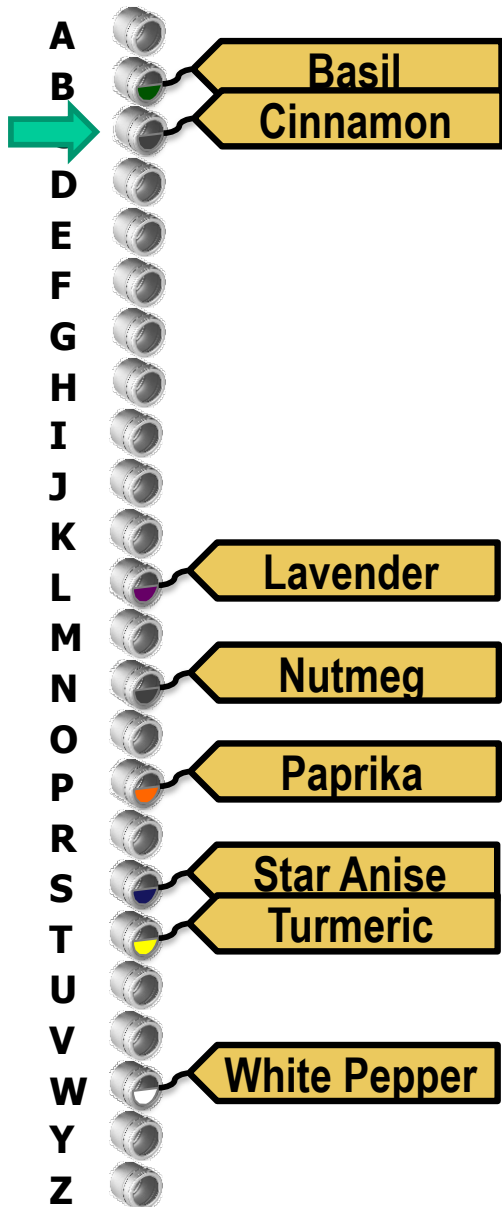 A
B Basil
Cinnamon
D
E
F
G
H
I
J
K
L Lavender
M
N Nutmeg
O
P Paprika
R
S Star Anise
T Turmeric
U
V
W White Pepper
Y
Z